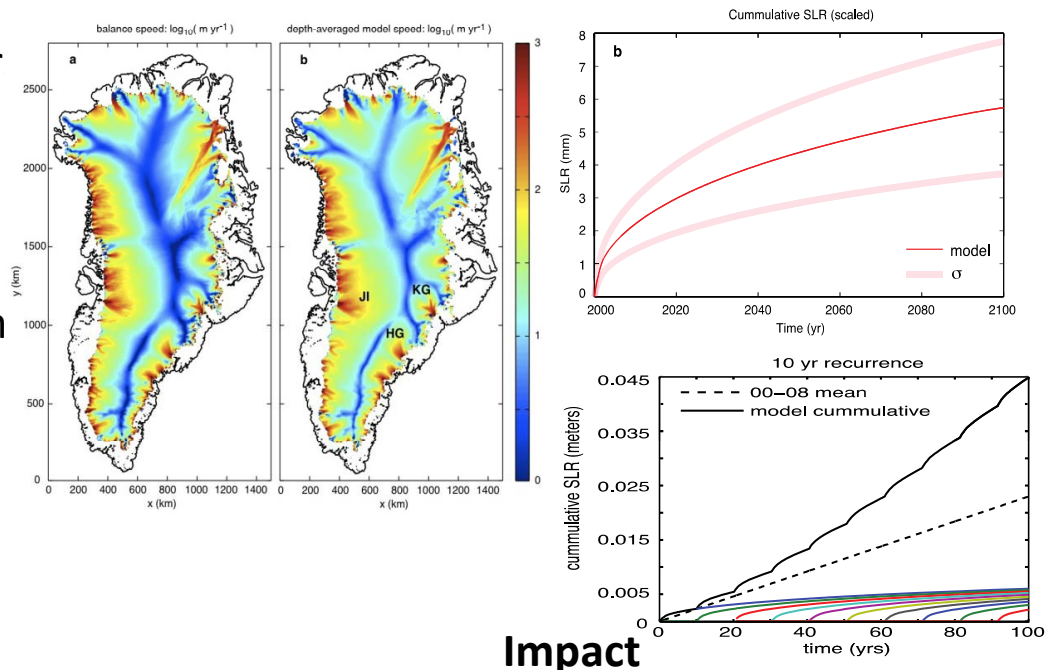 r
n
balance speed: log10( m yr-1)
depth-averaged model speed: log10( m yr-1)
a
b
2500
2000
1500
1000
500
0
y (km)
0 200 400 600 800 1000 1200 1400
x (km)
JI
KG
HG
0 200 400 600 800 1000 1200 1400
x (km)
3
2
1
0
Cummulative SLR (scaled)
b
8
7
6
5
4
3
2
1
0
SLR (mm)
model
σ
2000 2020 2040 2060 2080 2100
Time (yr)
10 yr recurrence
00–08 mean
model cummulative
0.045
0.035
0.025
0.015
0.005
0
cummulative SLR (meters)
0 20 40 60 80 100
time (yrs)
Impact